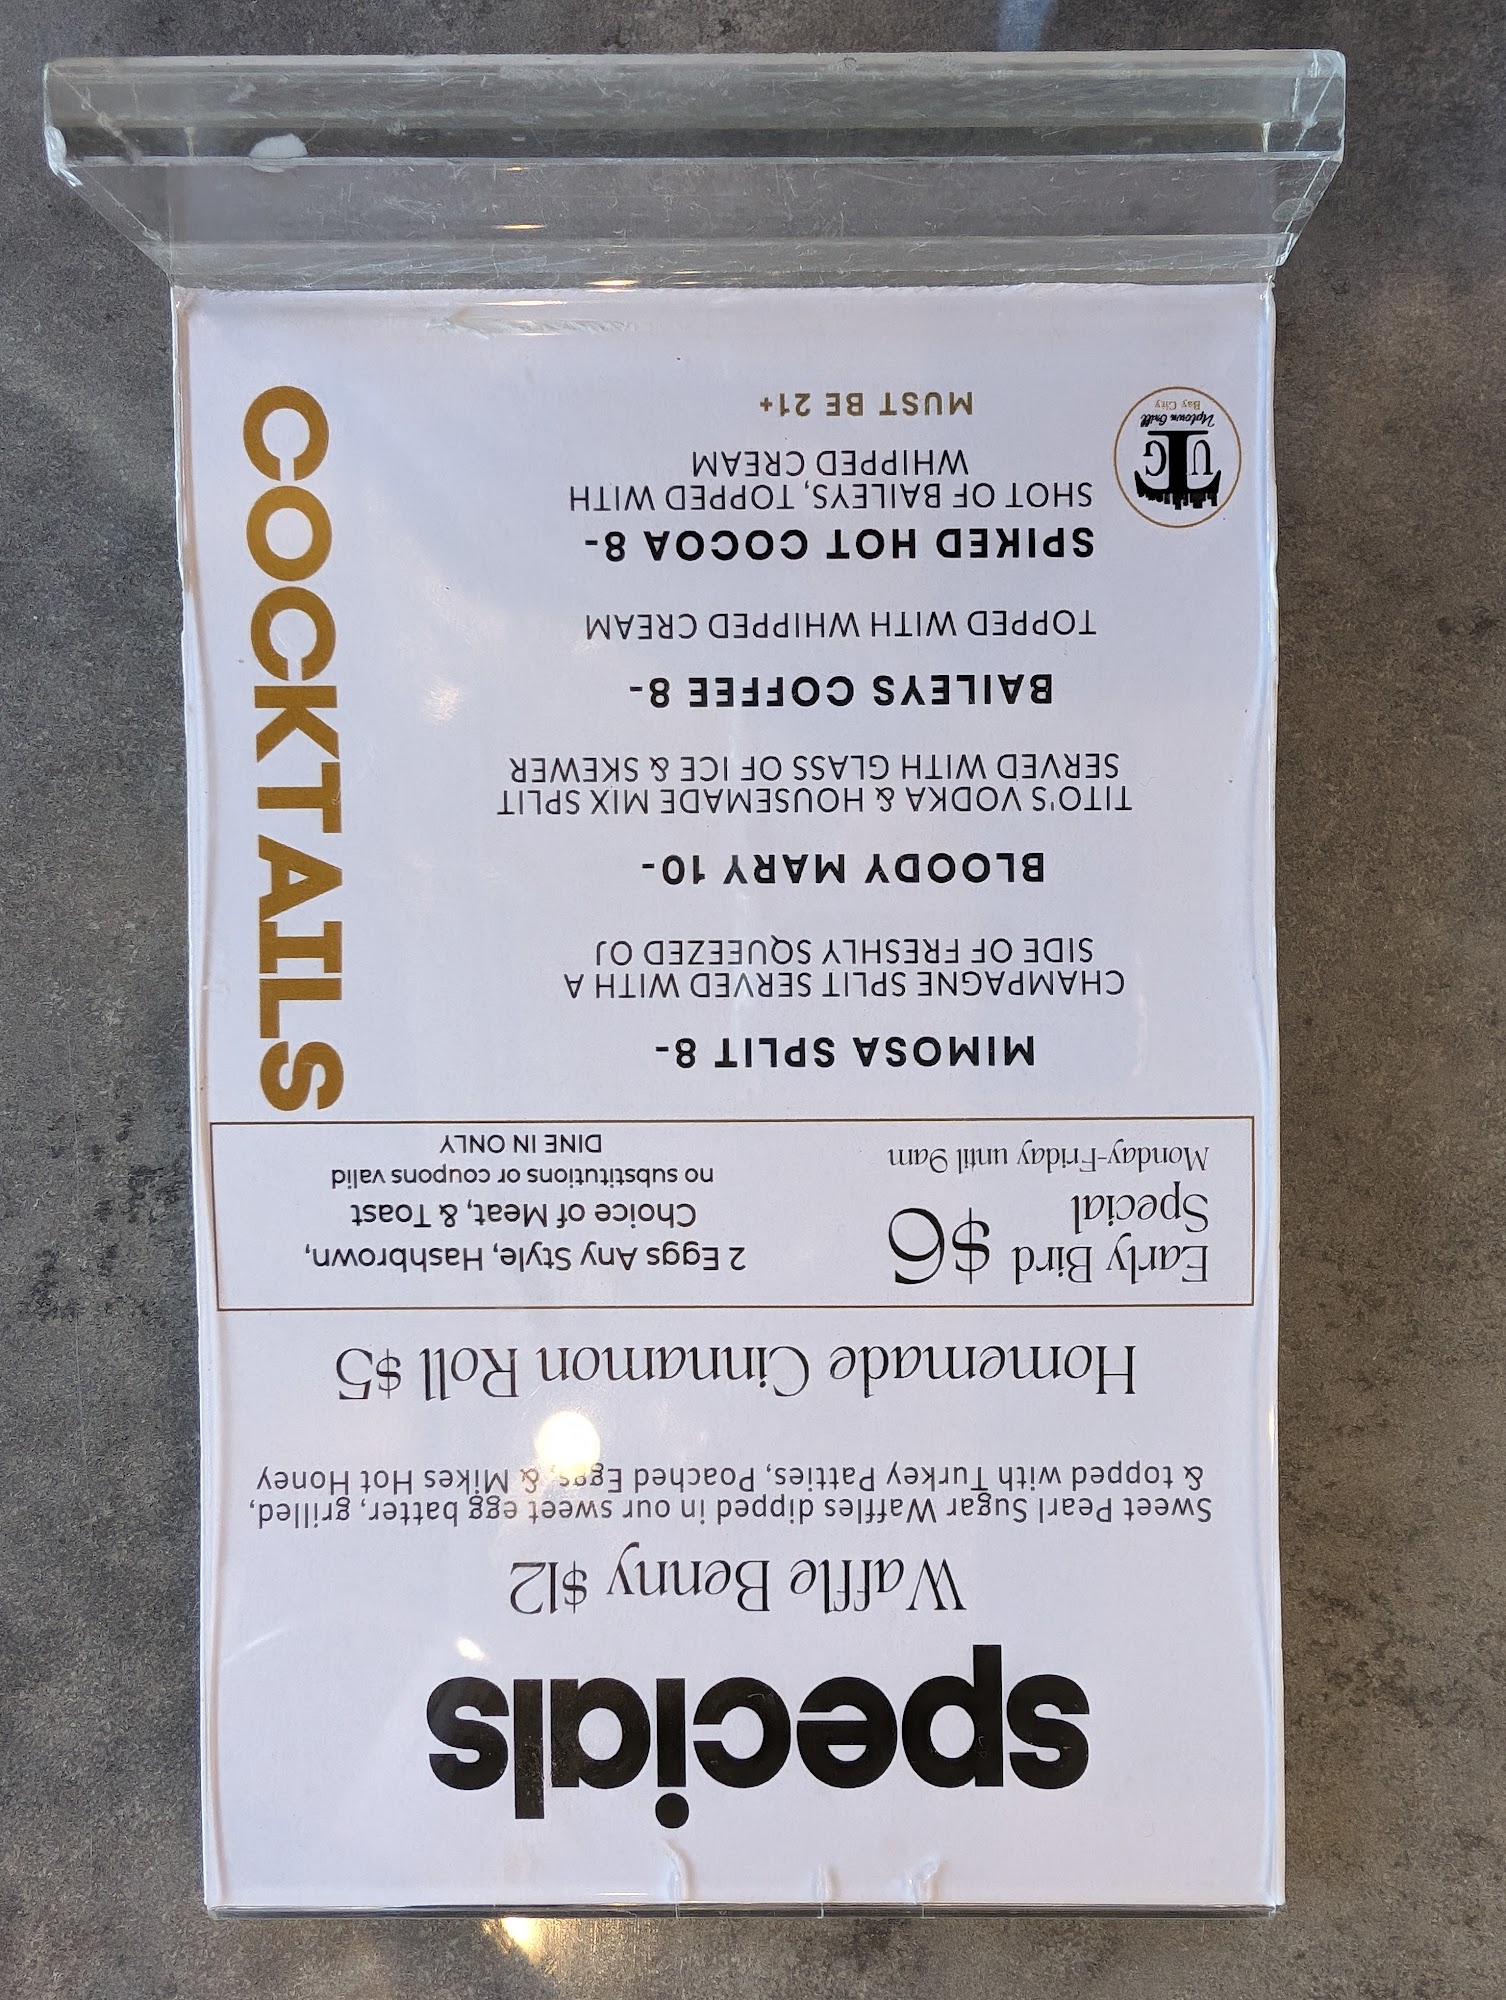 specials
Waffle Benny $12
Sweet Pearl Sugar Waffles dipped in our sweet egg batter, grilled,
& topped with Turkey Patties, Poached Eggs, & Mikes Hot Honey
Homemade Cinnamon Roll $5
Early Bird $6
Special
Monday-Friday until 9am
2 Eggs Any Style, Hashbrown,
Choice of Meat, & Toast
no substitutions or coupons valid
DINE IN ONLY
COCKTAILS
MIMOSA SPLIT 8-
CHAMPAGNE SPLIT SERVED WITH A
SIDE OF FRESHLY SQUEEZED OJ
BLOODY MARY 10-
TITO'S VODKA & HOUSEMADE MIX SPLIT
SERVED WITH GLASS OF ICE & SKEWER
BAILEYS COFFEE 8-
TOPPED WITH WHIPPED CREAM
SPIKED HOT COCOA 8-
SHOT OF BAILEYS, TOPPED WITH
WHIPPED CREAM
MUST BE 21+
UTG
Uptown Grill
Bay City